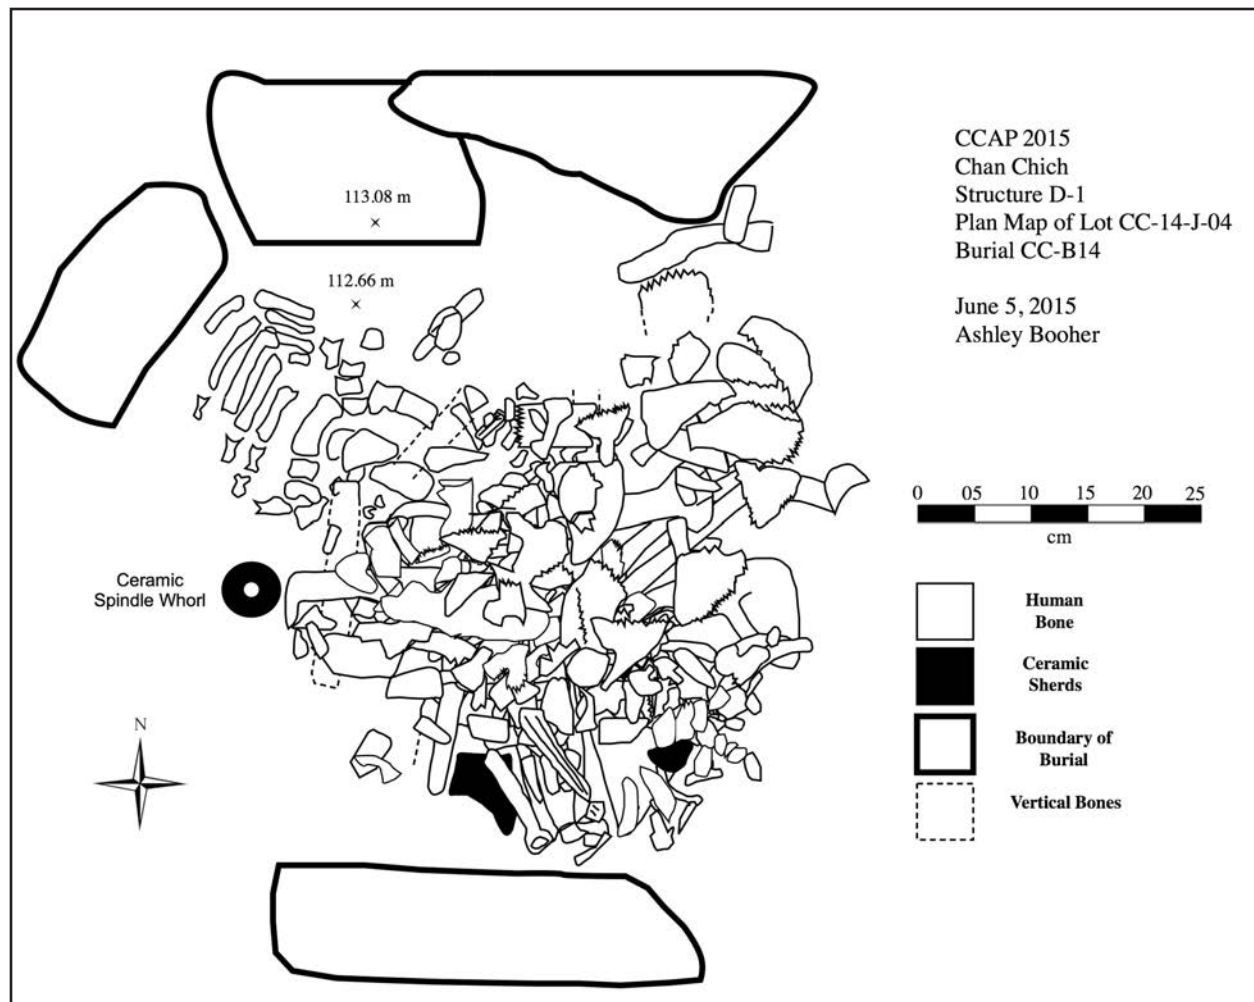 CCAP 2015
Chan Chich
Structure D-1
Plan Map of Lot CC-14-J-04
Burial CC-B14
June 5, 2015
Ashley Booher
113.08 m
112.66 m
0 05 10 15 20 25
cm
Ceramic
Spindle Whorl
Human
Bone
Ceramic
Sherds
Boundary of
Burial
Vertical Bones
N